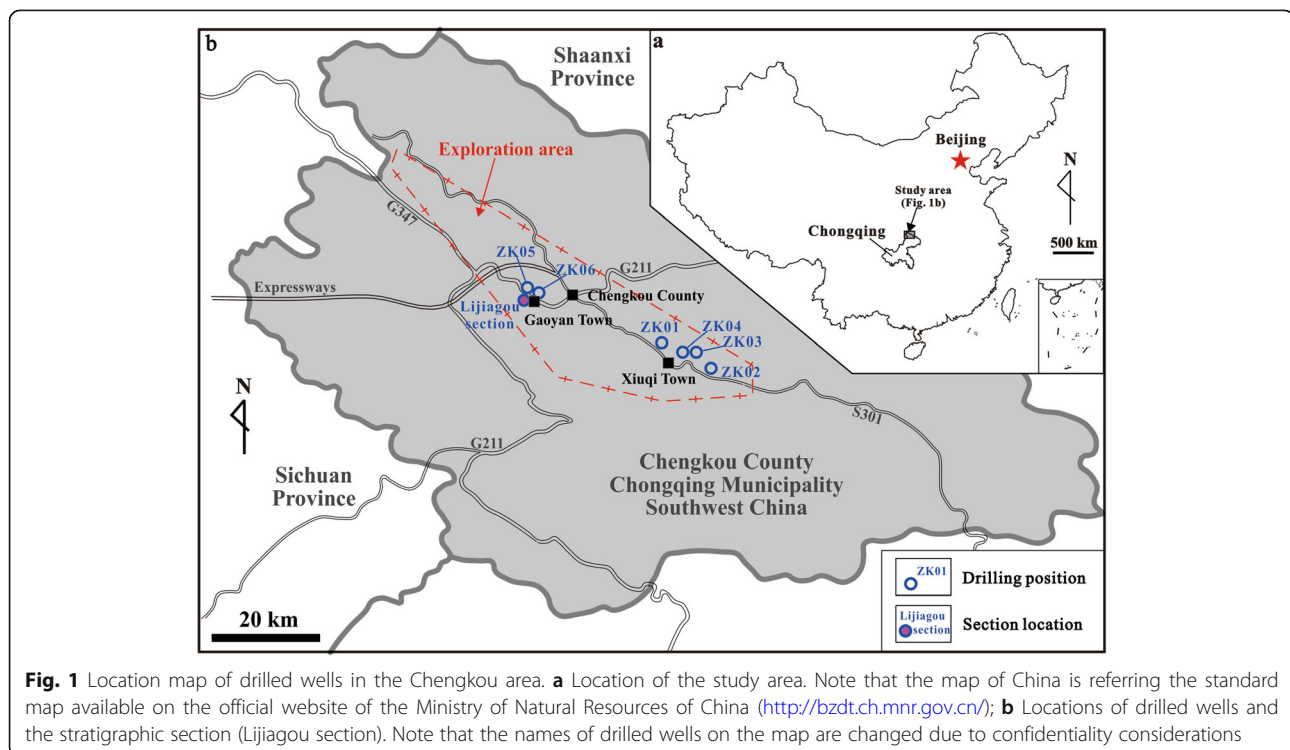 b
Shaanxi
Province
Exploration area
G347
ZK05
ZK06
G211
Expressways
Chengkou County
Lijiagou
section
Gaoyan Town
ZK01
ZK04
ZK03
ZK02
Xiuqi Town
N
S301
G211
Sichuan
Province
Chengkou County
Chongqing Municipality
Southwest China
20 km
a
Beijing
N
Study area
(Fig. 1b)
Chongqing
500 km
ZK01
Drilling position
Lijiagou
section
Section location
Fig. 1 Location map of drilled wells in the Chengkou area. a Location of the study area. Note that the map of China is referring the standard
map available on the official website of the Ministry of Natural Resources of China (http://bzdt.ch.mnr.gov.cn/); b Locations of drilled wells and
the stratigraphic section (Lijiagou section). Note that the names of drilled wells on the map are changed due to confidentiality considerations